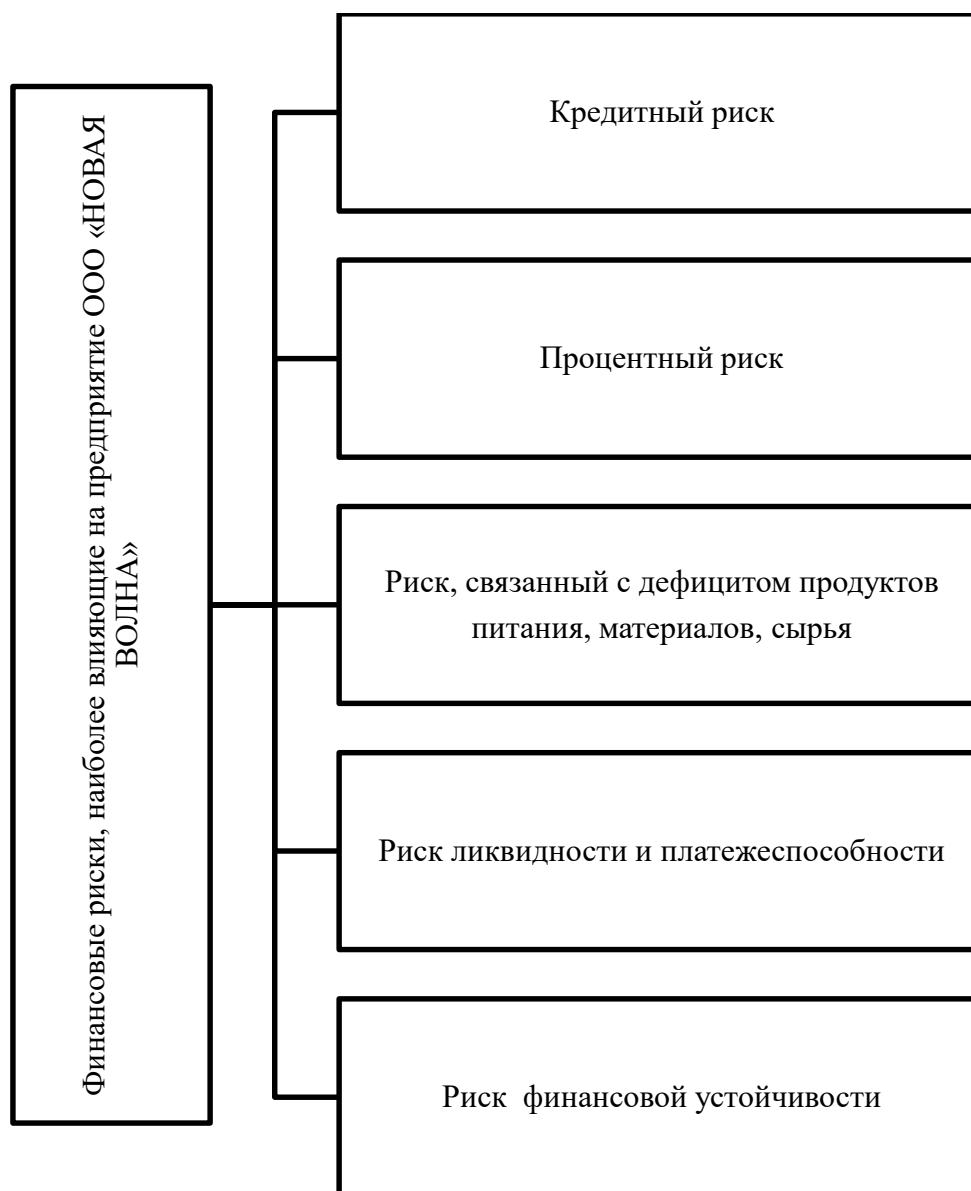 Финансовые риски, наиболее влияющие на предприятие ООО «НОВАЯ
ВОЛНА»
Кредитный риск
Процентный риск
Риск, связанный с дефицитом продуктов
питания, материалов, сырья
Риск ликвидности и платежеспособности
Риск  финансовой устойчивости